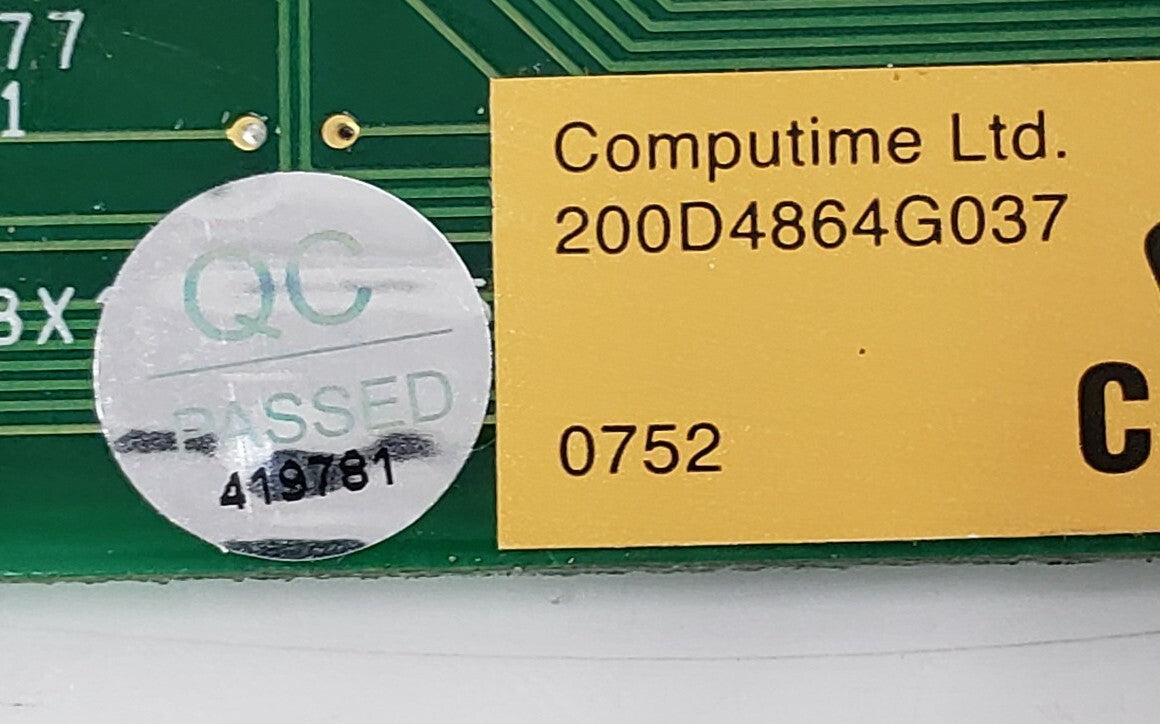 77
1
Computime Ltd.
200D4864G037
QC
PASSED
419781
0752
C